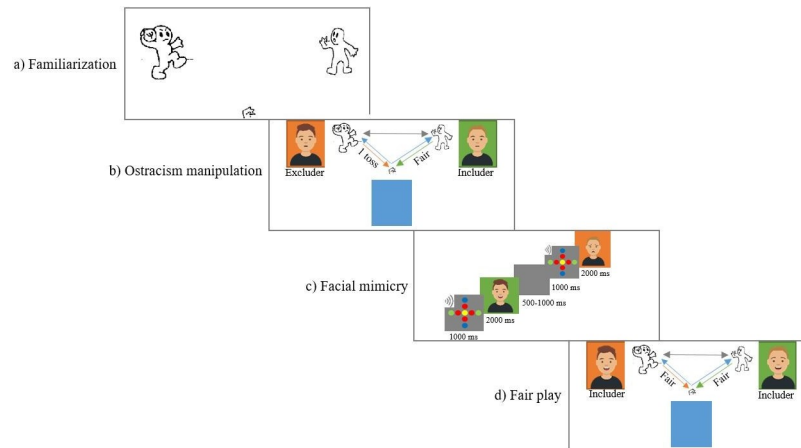 a) Familiarization
b) Ostracism manipulation
1 toss
Fair
Excluder
Includer
c) Facial mimicry
1000 ms
2000 ms
500-1000 ms
1000 ms
2000 ms
d) Fair play
Fair
Fair
Includer
Includer